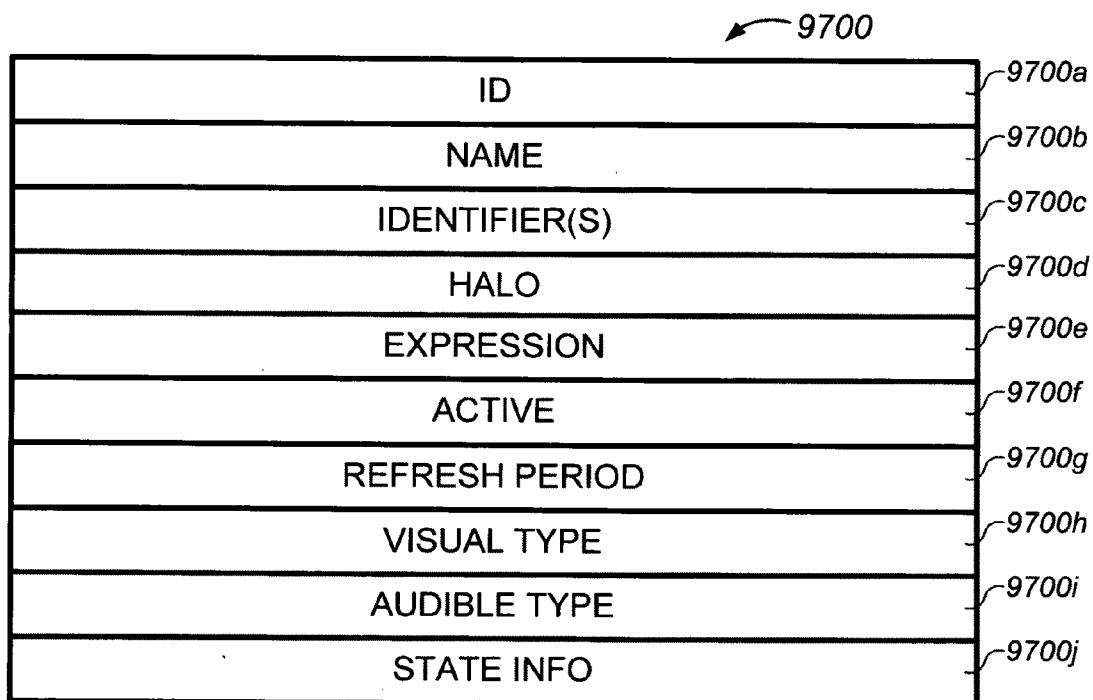 9700
ID 9700a
NAME 9700b
IDENTIFIER(S) 9700c
HALO 9700d
EXPRESSION 9700e
ACTIVE 9700f
REFRESH PERIOD 9700g
VISUAL TYPE 9700h
AUDIBLE TYPE 9700i
STATE INFO 9700j